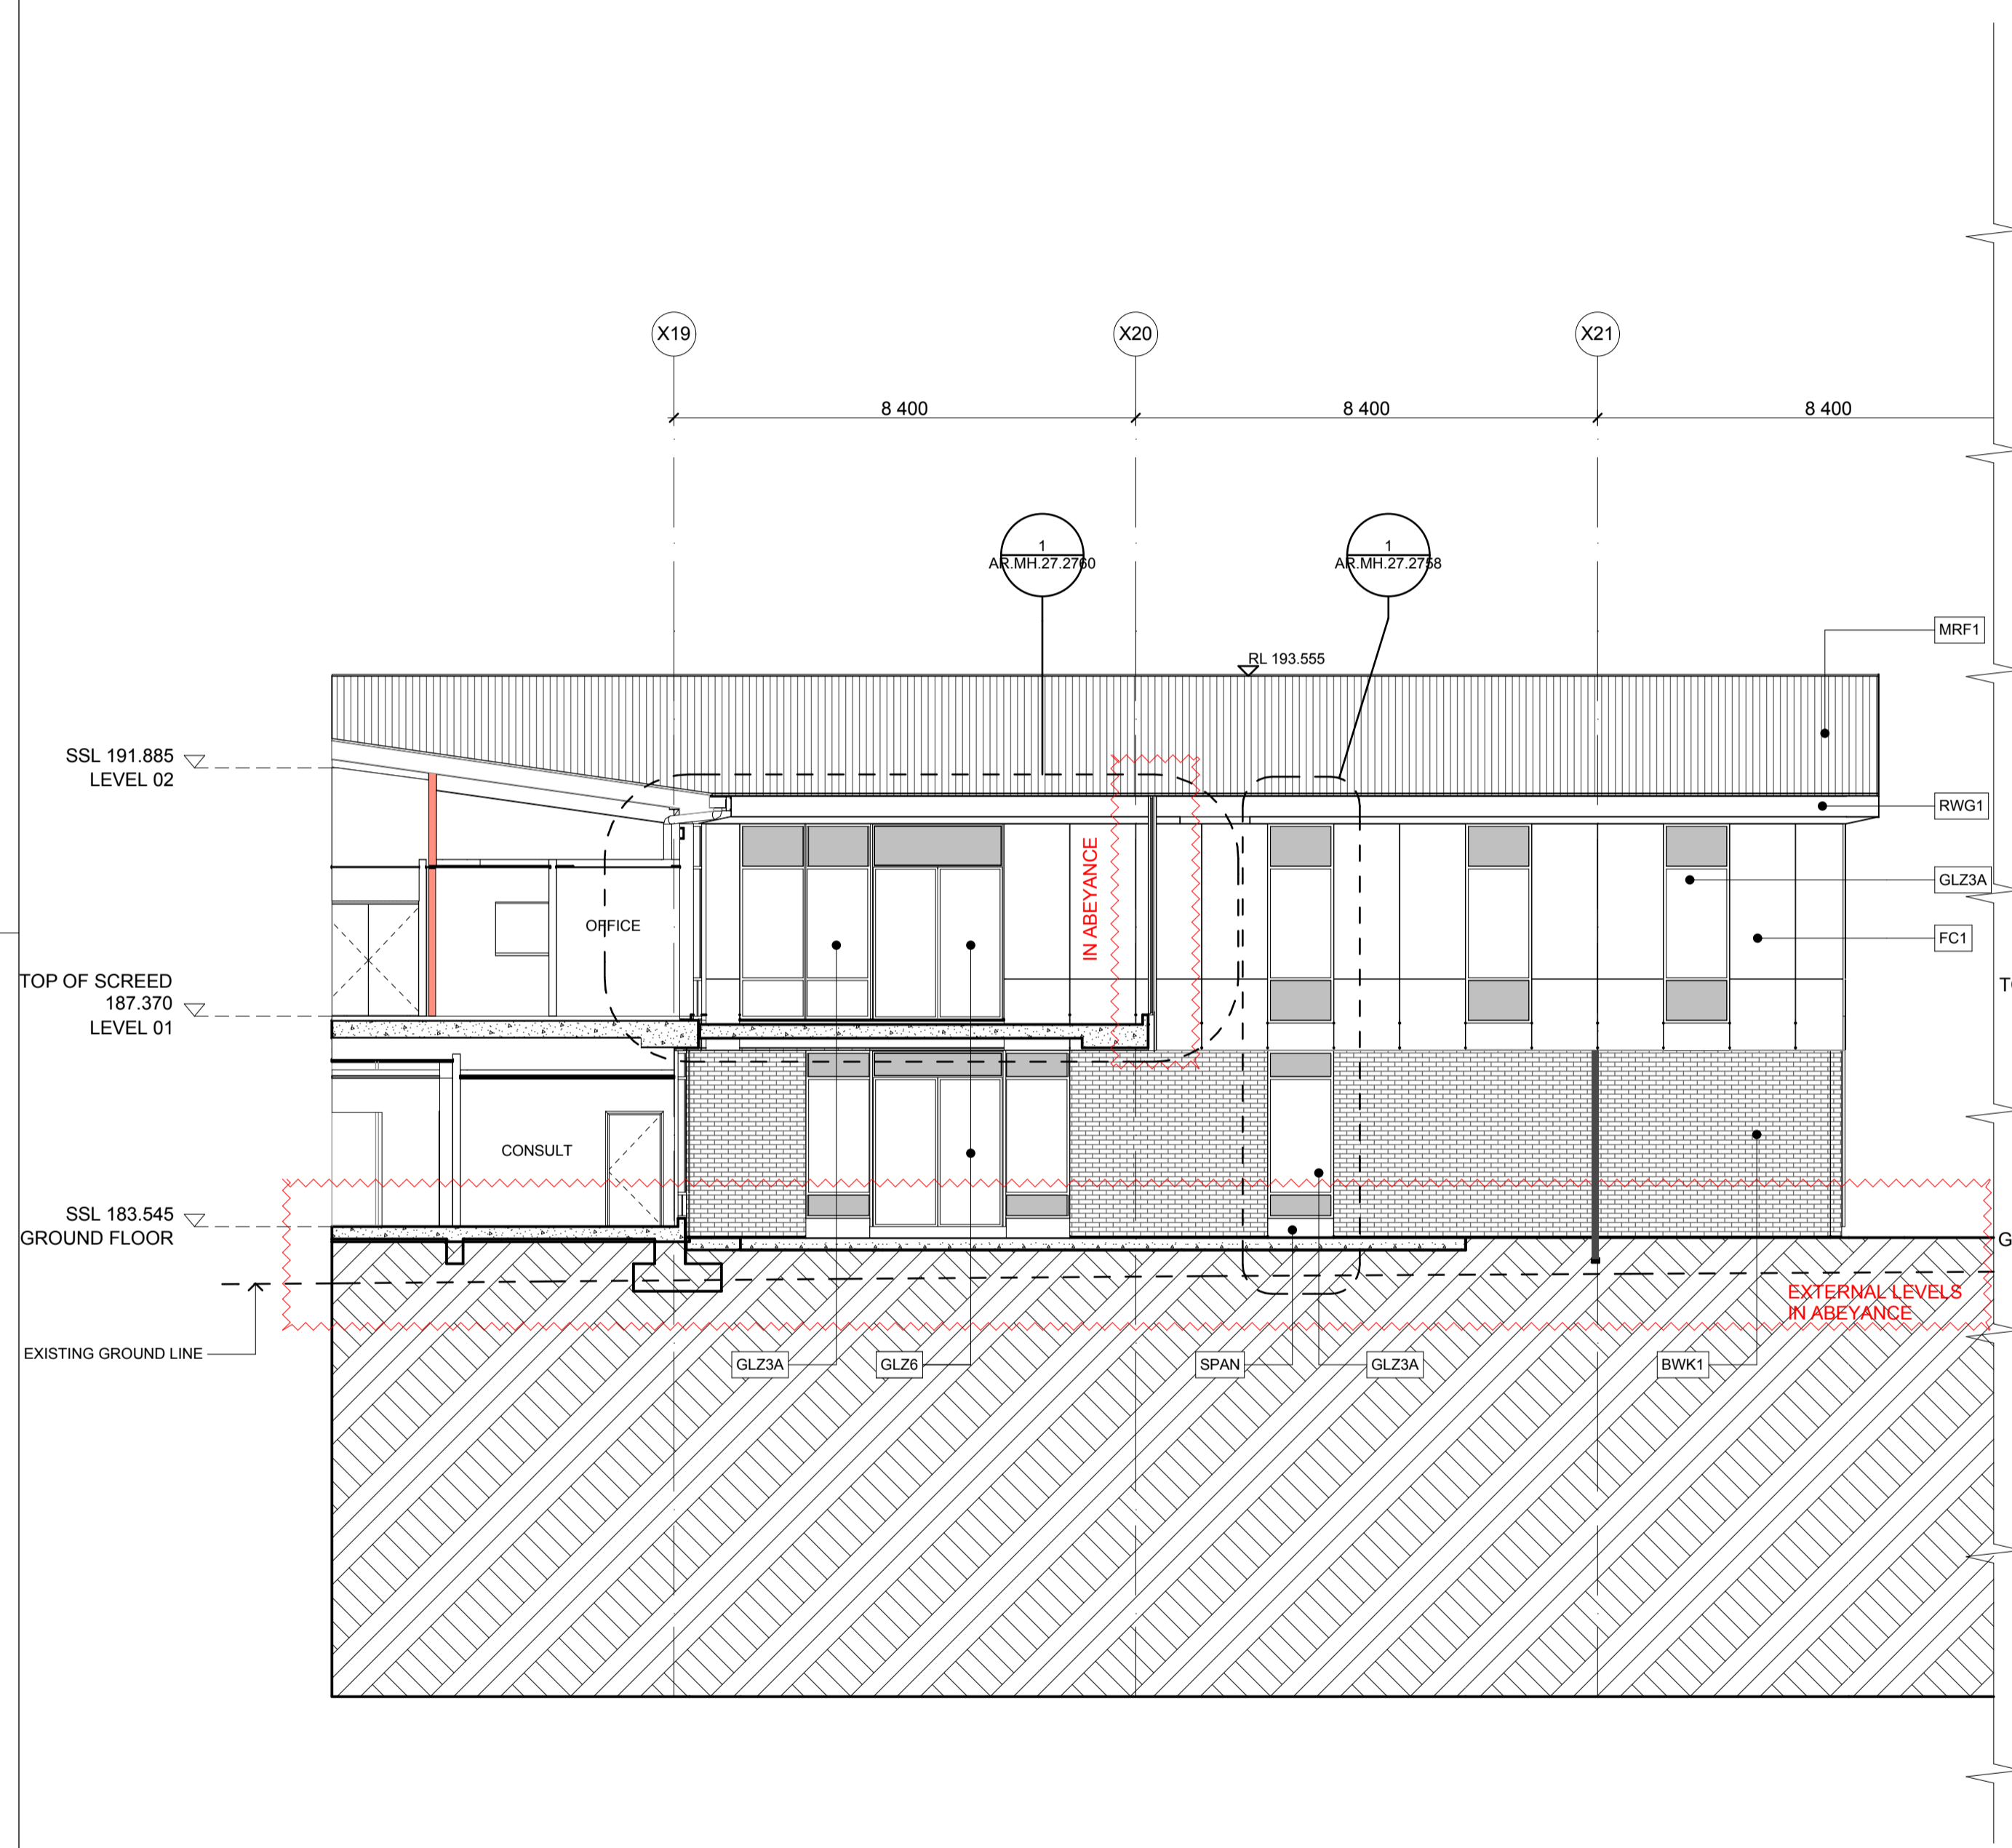 X19
X20
X21
8 400
8 400
8 400
1
AR.MH.27.2760
1
AR.MH.27.2758
MRF1
RL 193.555
SSL 191.885
LEVEL 02
RWG1
IN ABEYANCE
GLZ3A
OFFICE
FC1
TOP OF SCREED
187.370
LEVEL 01
CONSULT
SSL 183.545
GROUND FLOOR
EXTERNAL LEVELS
IN ABEYANCE
EXISTING GROUND LINE
GLZ3A
GLZ6
SPAN
GLZ3A
BWK1